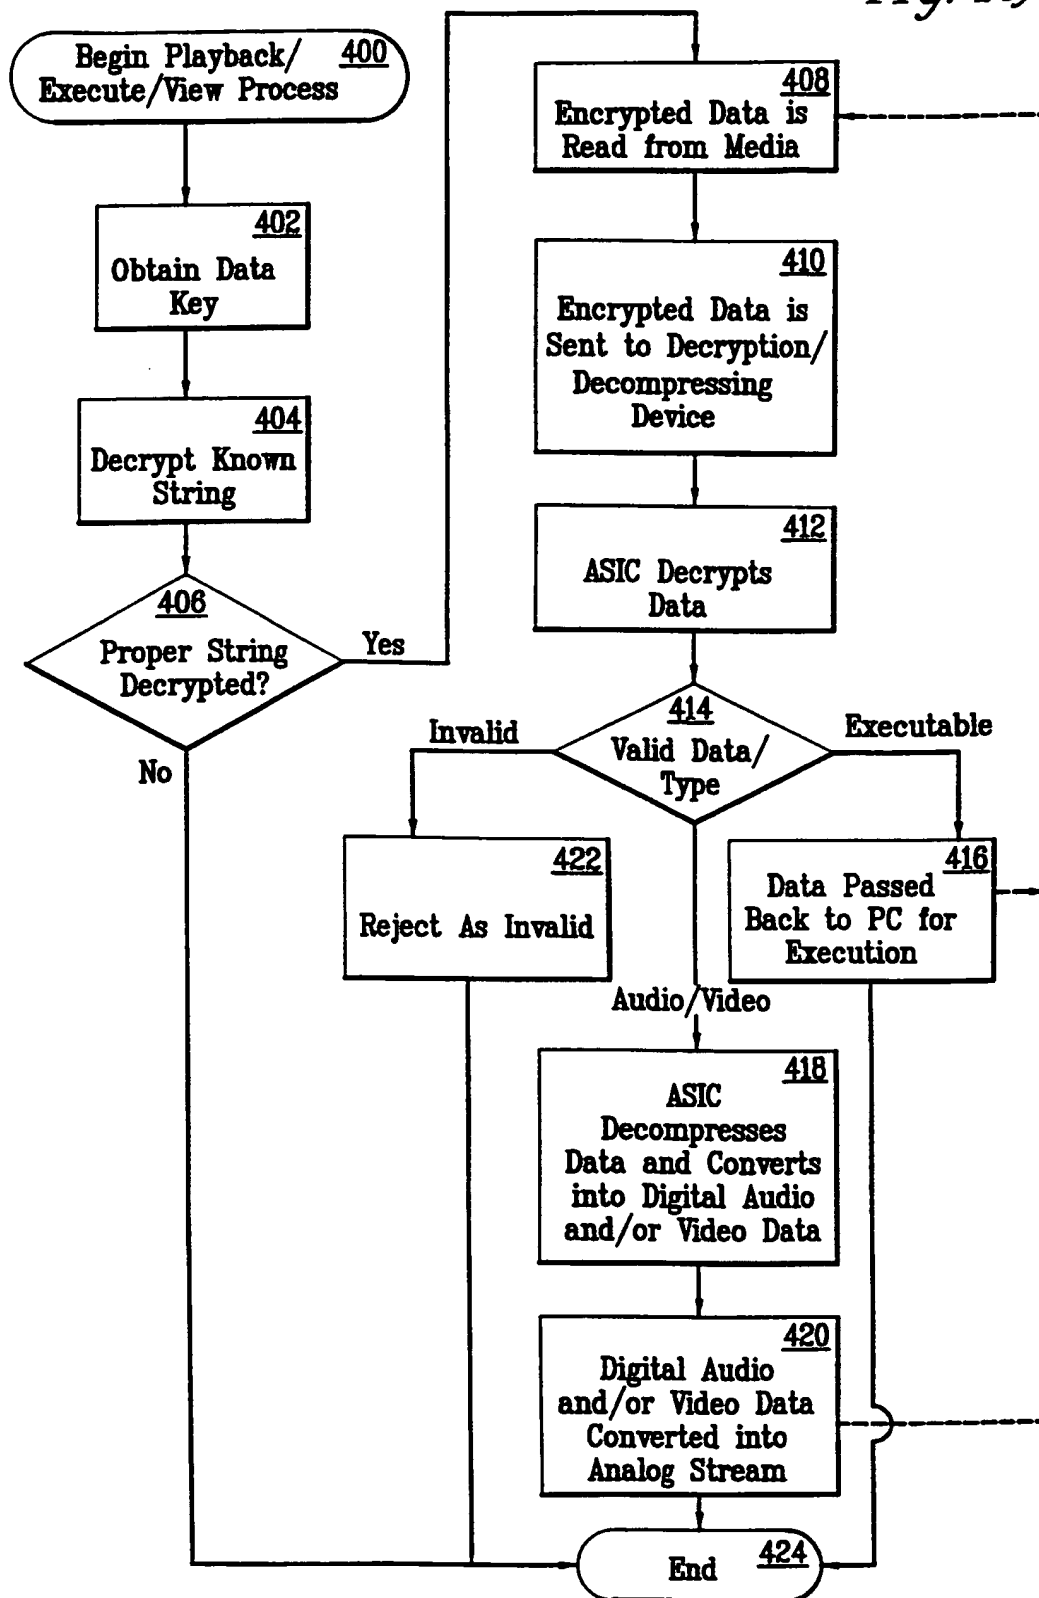 Begin Playback/ 400
Execute/View Process
402
Obtain Data
Key
404
Decrypt Known
String
406
Proper String
Decrypted?
Yes
No
408
Encrypted Data is
Read from Media
410
Encrypted Data is
Sent to Decryption/
Decompressing
Device
412
ASIC Decrypts
Data
414
Valid Data/
Type
Invalid
Executable
422
Reject As Invalid
416
Data Passed
Back to PC for
Execution
Audio/Video
418
ASIC
Decompresses
Data and Converts
into Digital Audio
and/or Video Data
420
Digital Audio
and/or Video Data
Converted into
Analog Stream
End 424